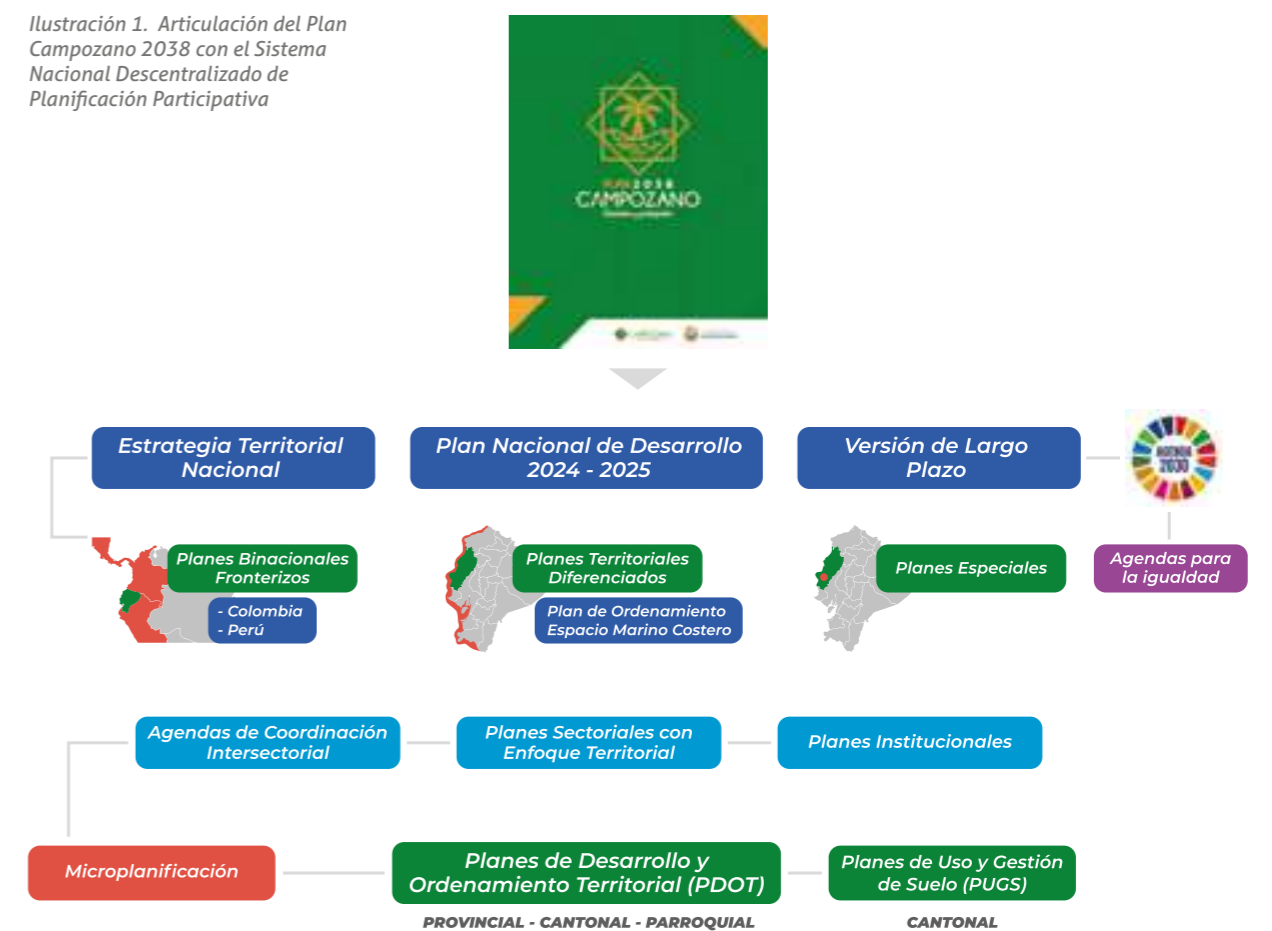 Ilustración 1. Articulación del Plan
Campozano 2038 con el Sistema
Nacional Descentralizado de
Planificación Participativa
PLAN 2038
CAMPOZANO
Estrategia Territorial
Nacional
Plan Nacional de Desarrollo
2024 - 2025
Versión de Largo
Plazo
AGENDA
2030
Planes Binacionales
Fronterizos
- Colombia
- Perú
Planes Territoriales
Diferenciados
Plan de Ordenamiento
Espacio Marino Costero
Planes Especiales
Agendas para
la igualdad
Agendas de Coordinación
Intersectorial
Planes Sectoriales con
Enfoque Territorial
Planes Institucionales
Microplanificación
Planes de Desarrollo y
Ordenamiento Territorial (PDOT)
PROVINCIAL - CANTONAL - PARROQUIAL
Planes de Uso y Gestión
de Suelo (PUGS)
CANTONAL